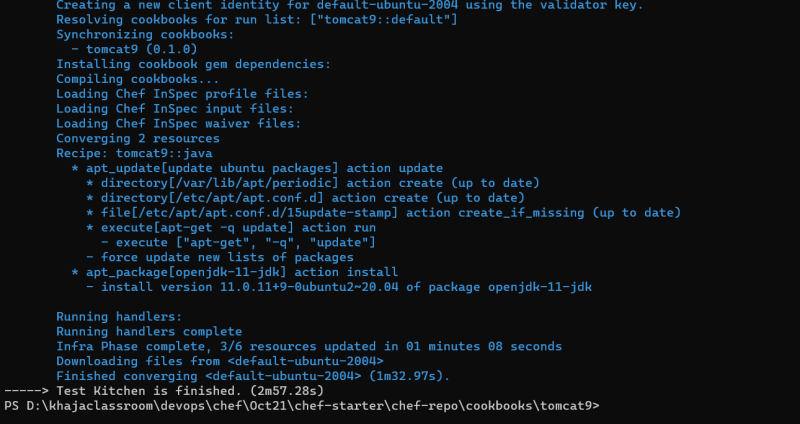 Creating a new client identity for default-ubuntu-2004 using the validator key.
Resolving cookbooks for run list: ["tomcat9::default"]
Synchronizing cookbooks:
- tomcat9 (0.1.0)
Installing cookbook gem dependencies:
Compiling cookbooks...
Loading Chef InSpec profile files:
Loading Chef InSpec input files:
Loading Chef InSpec waiver files:
Converging 2 resources
Recipe: tomcat9::java
* apt_update[update ubuntu packages] action update
* directory[/var/lib/apt/periodic] action create (up to date)
* directory[/etc/apt/apt.conf.d] action create (up to date)
* file[/etc/apt/apt.conf.d/15update-stamp] action create_if_missing (up to date)
* execute[apt-get -q update] action run
- execute ["apt-get", "-q", "update"]
- force update new lists of packages
* apt_package[openjdk-11-jdk] action install
- install version 11.0.11+9-0ubuntu2~20.04 of package openjdk-11-jdk
Running handlers:
Running handlers complete
Infra Phase complete, 3/6 resources updated in 01 minutes 08 seconds
Downloading files from <default-ubuntu-2004>
Finished converging <default-ubuntu-2004> (1m32.97s).
-----> Test Kitchen is finished. (2m57.28s)
PS D:\khajaclassroom\devops\chef\Oct21\chef-starter\chef-repo\cookbooks\tomcat9>